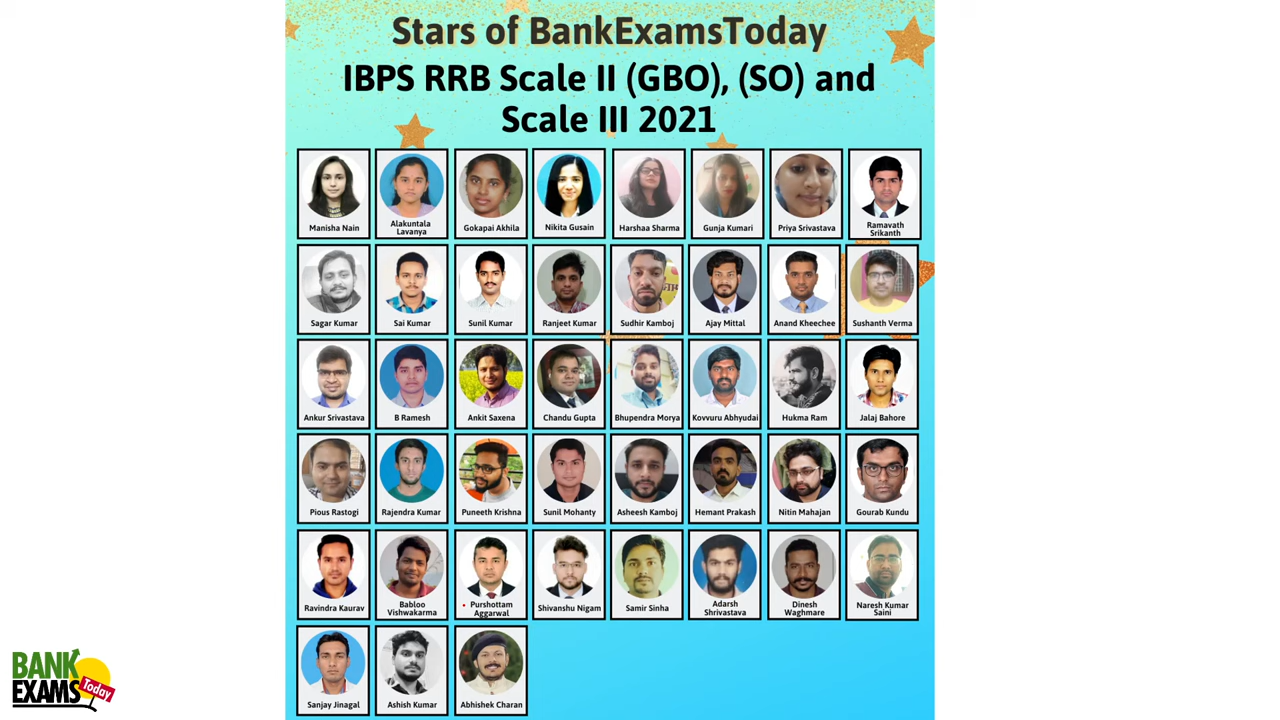 Stars of BankExamsToday
IBPS RRB Scale II (GBO), (SO) and
Scale III 2021
Manisha Nain
Alakuntala
Lavanya
Gokapai Akhila
Nikita Gusain
Harshaa Sharma
Gunja Kumari
Priya Srivastava
Ramavath
Srikanth
Sagar Kumar
Sai Kumar
Sunil Kumar
Ranjeet Kumar
Sudhir Kamboj
Ajay Mittal
Anand Kheechee
Sushanth Verma
Ankur Srivastava
B Ramesh
Ankit Saxena
Chandu Gupta
Bhupendra Morya
Kovvuru Abhyudai
Hukma Ram
Jalaj Bahore
Pious Rastogi
Rajendra Kumar
Puneeth Krishna
Sunil Mohanty
Asheesh Kamboj
Hemant Prakash
Nitin Mahajan
Gourab Kundu
Ravindra Kaurav
Babloo
Vishwakarma
Purshottam
Aggarwal
Shivanshu Nigam
Samir Sinha
Adarsh
Shrivastava
Dinesh
Waghmare
Naresh Kumar
Saini
Sanjay Jinagal
Ashish Kumar
Abhishek Charan
BANK
EXAMS Today